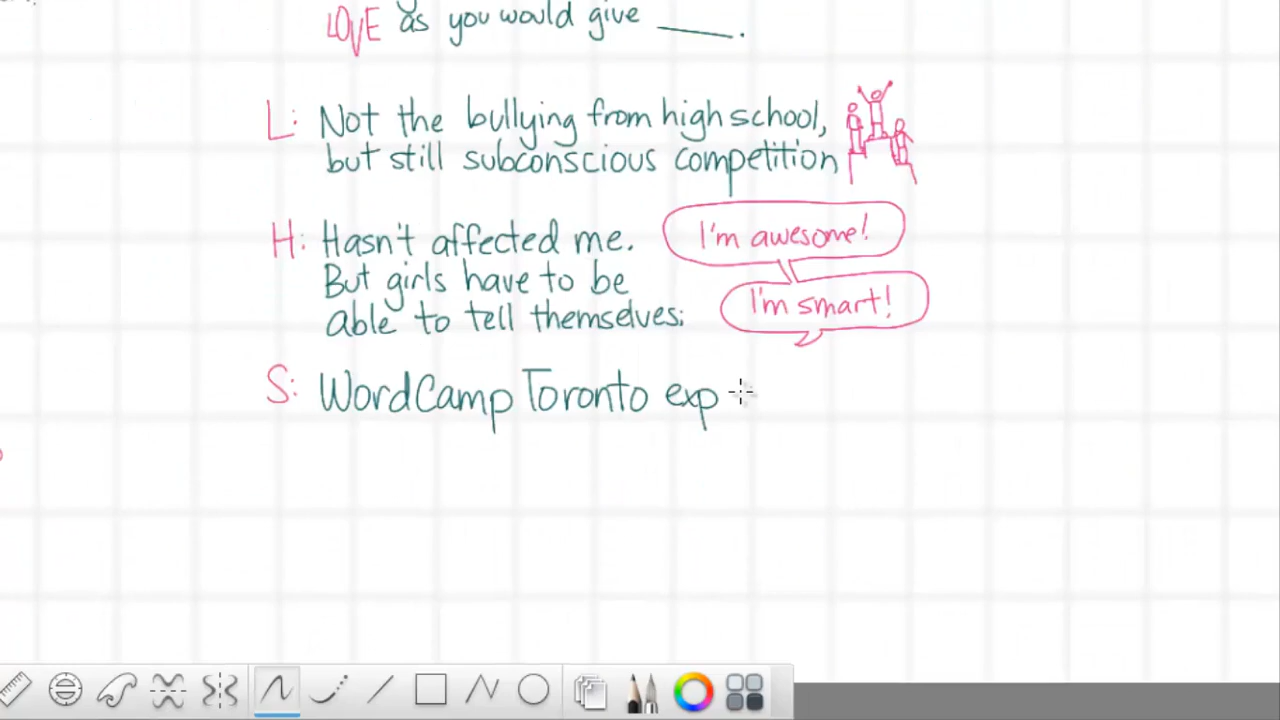 LOVE as you would give ____.
L: Not the bullying from high school,
but still subconscious competition
H: Hasn't affected me.
But girls have to be
able to tell themselves:
I'm awesome!
I'm smart!
S: WordCamp Toronto exp